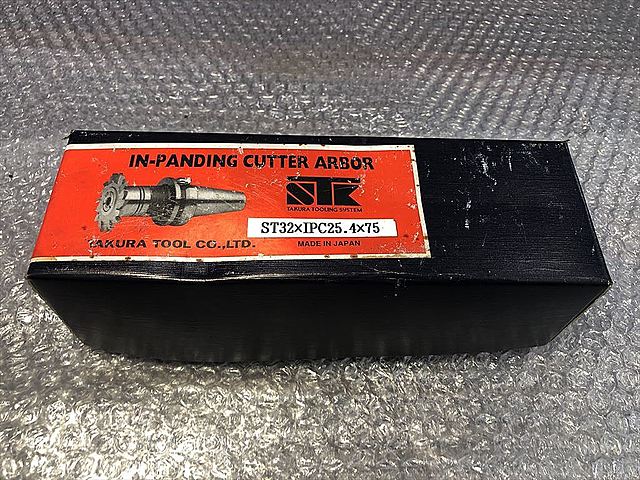 IN-PANDING CUTTER ARBOR
STK
TAKURA TOOLING SYSTEM
ST32×IPC25.4×75
TAKURA TOOL CO.,LTD.
MADE IN JAPAN